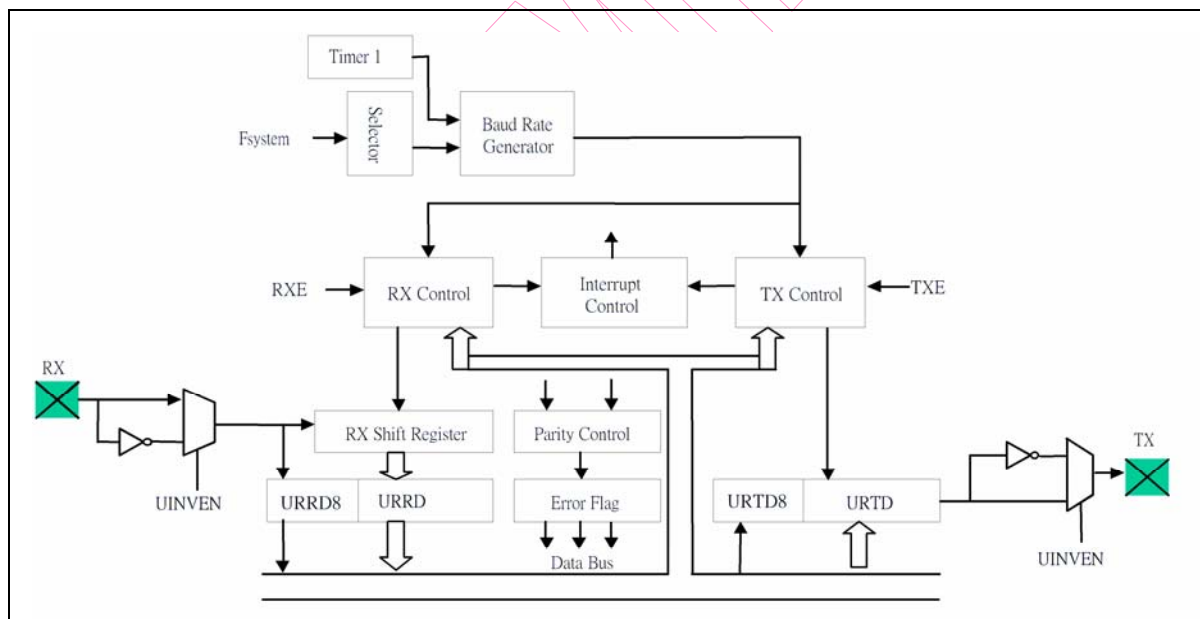 Timer 1
Selector
Fsystem
Baud Rate
Generator
RXE
RX Control
Interrupt
Control
TX Control
TXE
RX
RX Shift Register
Parity Control
TX
UINVEN
URRD8
URRD
Error Flag
URTD8
URTD
Data Bus
UINVEN